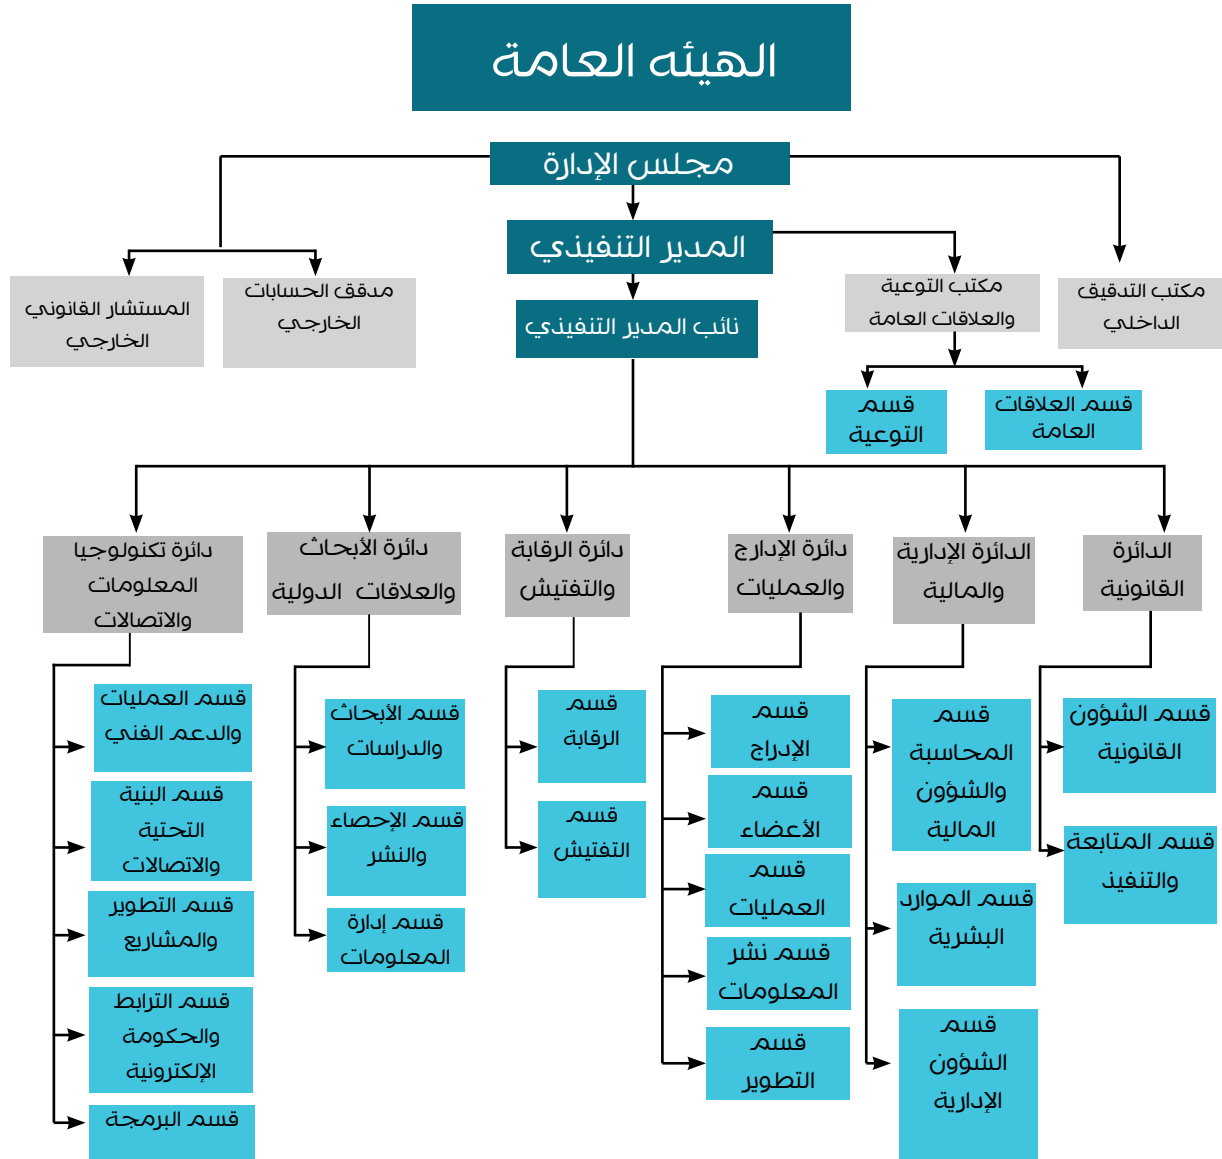 الهيئه العامة
مجلس الإدارة
المدير التنفيذي
نائب المدير التنفيذي
مكتب التدقيق
الداخلي
مكتب التوعية
والعلاقات العامة
مدقق الحسابات
الخارجي
المستشار القانوني
الخارجي
قسم العلاقات
العامة
قسم
التوعية
الدائرة
القانونية
الدائرة الإدارية
والمالية
دائرة الإدارج
والعمليات
دائرة الرقابة
والتفتيش
دائرة الأبحاث
والعلاقات الدولية
دائرة تكنولوجيا
المعلومات
والاتصالات
قسم الشؤون
القانونية
قسم المتابعة
والتنفيذ
قسم
المحاسبة
والشؤون
المالية
قسم الموارد
البشرية
قسم
الشؤون
الإدارية
قسم
الإدراج
قسم
الأعضاء
قسم
العمليات
قسم نشر
المعلومات
قسم
التطوير
قسم
الرقابة
قسم
التفتيش
قسم الأبحاث
والدراسات
قسم الإحصاء
والنشر
قسم إدارة
المعلومات
قسم العمليات
والدعم الفني
قسم البنية
التحتية
والاتصالات
قسم التطوير
والمشاريع
قسم الترابط
والحكومة
الإلكترونية
قسم البرمجة